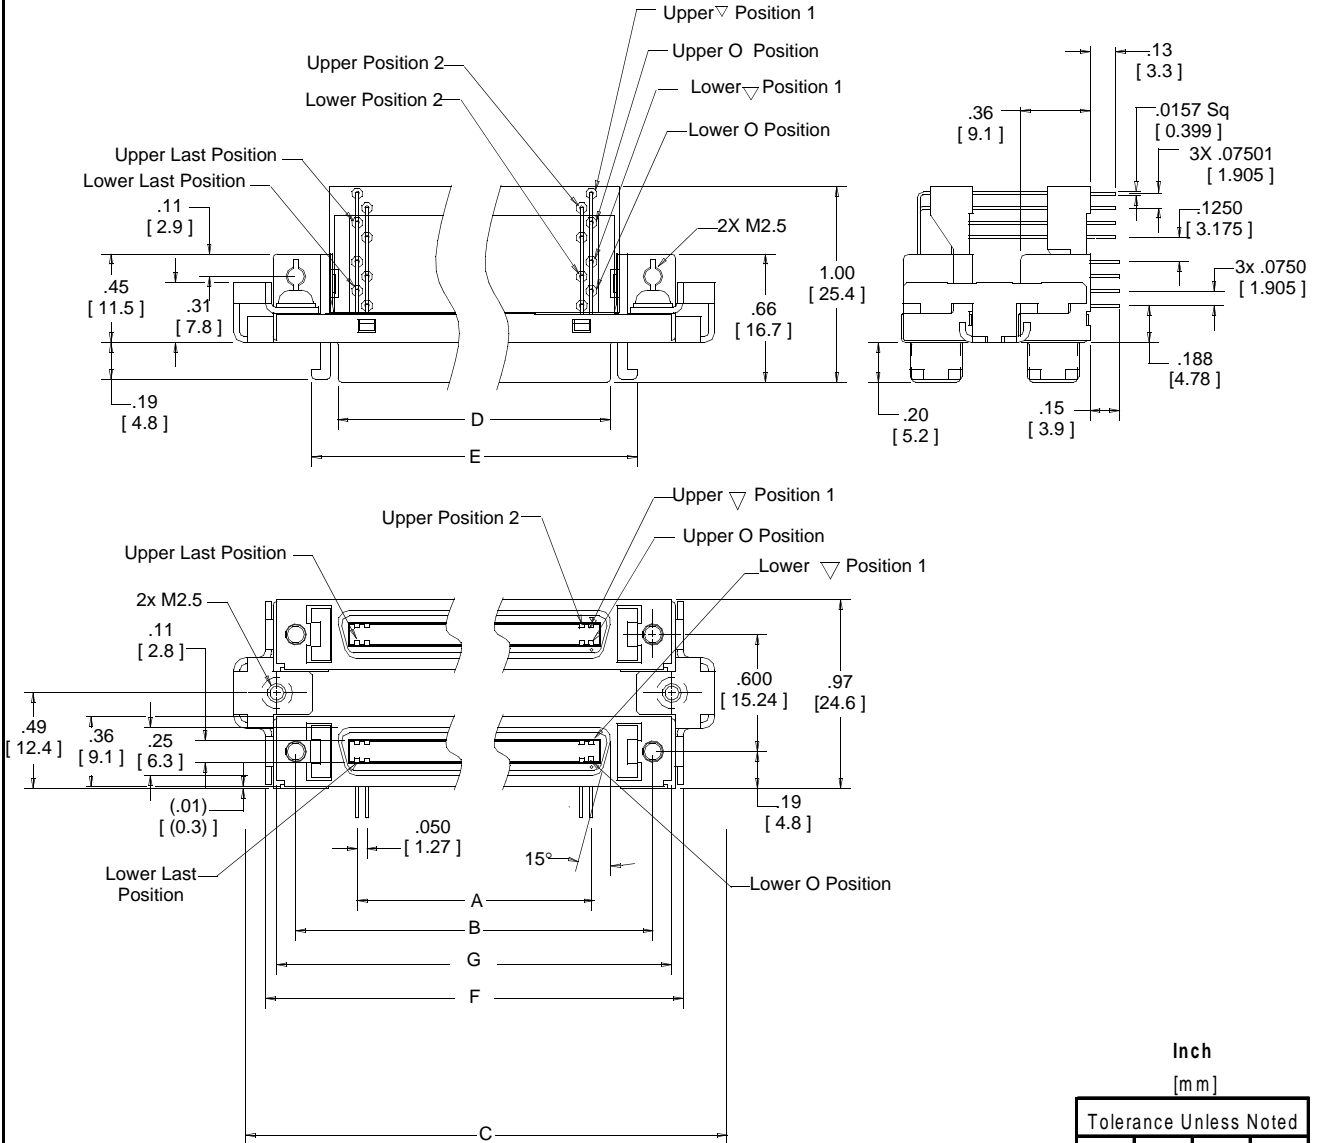 Upper ▽ Position 1
Upper O Position
Upper Position 2
Lower ▽ Position 1
Lower Position 2
Lower O Position
Upper Last Position
Lower Last Position
.11
[ 2.9 ]
.45
[ 11.5 ]
.31
[ 7.8 ]
.19
[ 4.8 ]
2X M2.5
1.00
[ 25.4 ]
.66
[ 16.7 ]
D
E
.13
[ 3.3 ]
.36
[ 9.1 ]
.0157 Sq
[ 0.399 ]
3X .07501
[ 1.905 ]
.1250
[ 3.175 ]
3x .0750
[ 1.905 ]
.188
[4.78 ]
.20
[ 5.2 ]
.15
[ 3.9 ]
Upper ▽ Position 1
Upper Position 2
Upper O Position
Upper Last Position
Lower ▽ Position 1
2x M2.5
.11
[ 2.8 ]
.600
[ 15.24 ]
.97
[24.6 ]
.49
[ 12.4 ]
.36
[ 9.1 ]
.25
[ 6.3 ]
(.01)
[ (0.3) ]
.19
[ 4.8 ]
.050
[ 1.27 ]
15°
Lower Last
Position
Lower O Position
A
B
G
F
C
Inch
[mm]
Tolerance Unless Noted